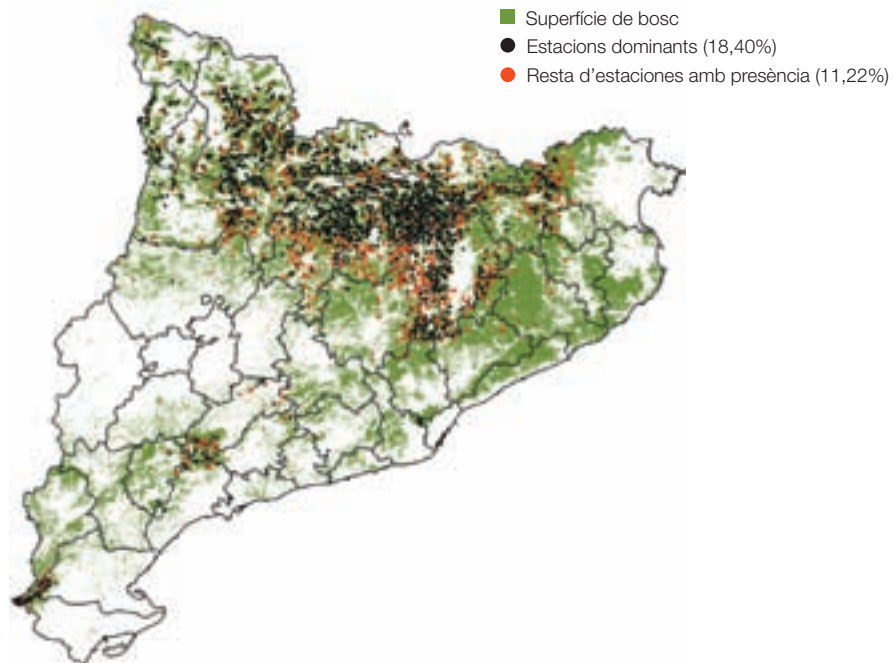 Superfície de bosc
Estacions dominants (18,40%)
Resta d'estaciones amb presència (11,22%)